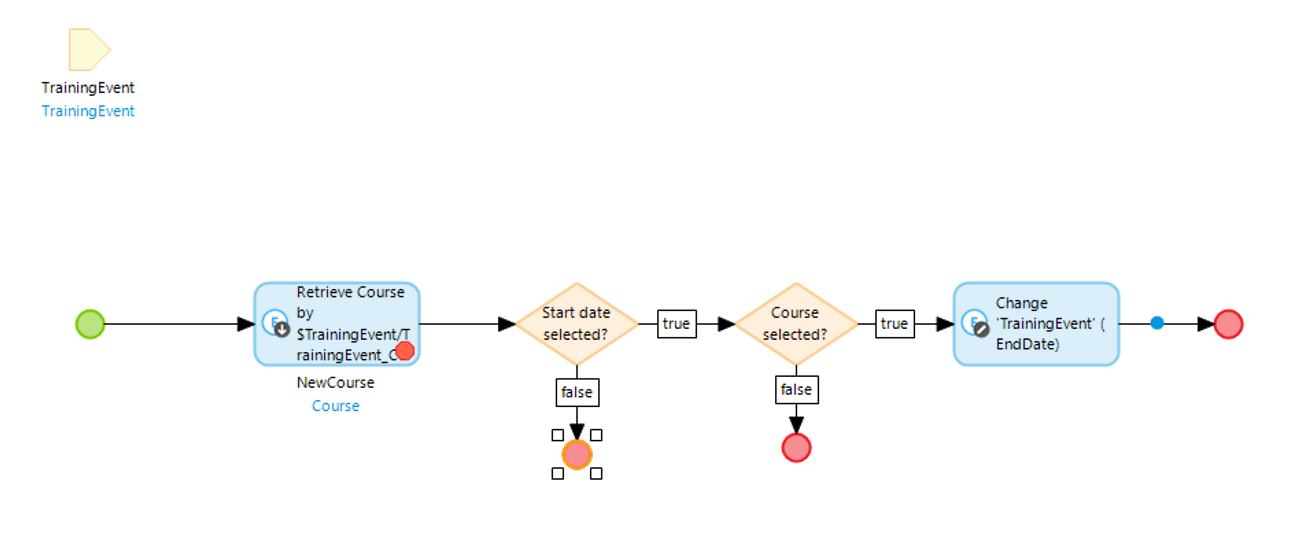 TrainingEvent
TrainingEvent
Retrieve Course
by
$TrainingEvent/T
rainingEvent_C
NewCourse
Course
Start date
selected?
true
false
Course
selected?
true
false
Change
'TrainingEvent' (
EndDate)